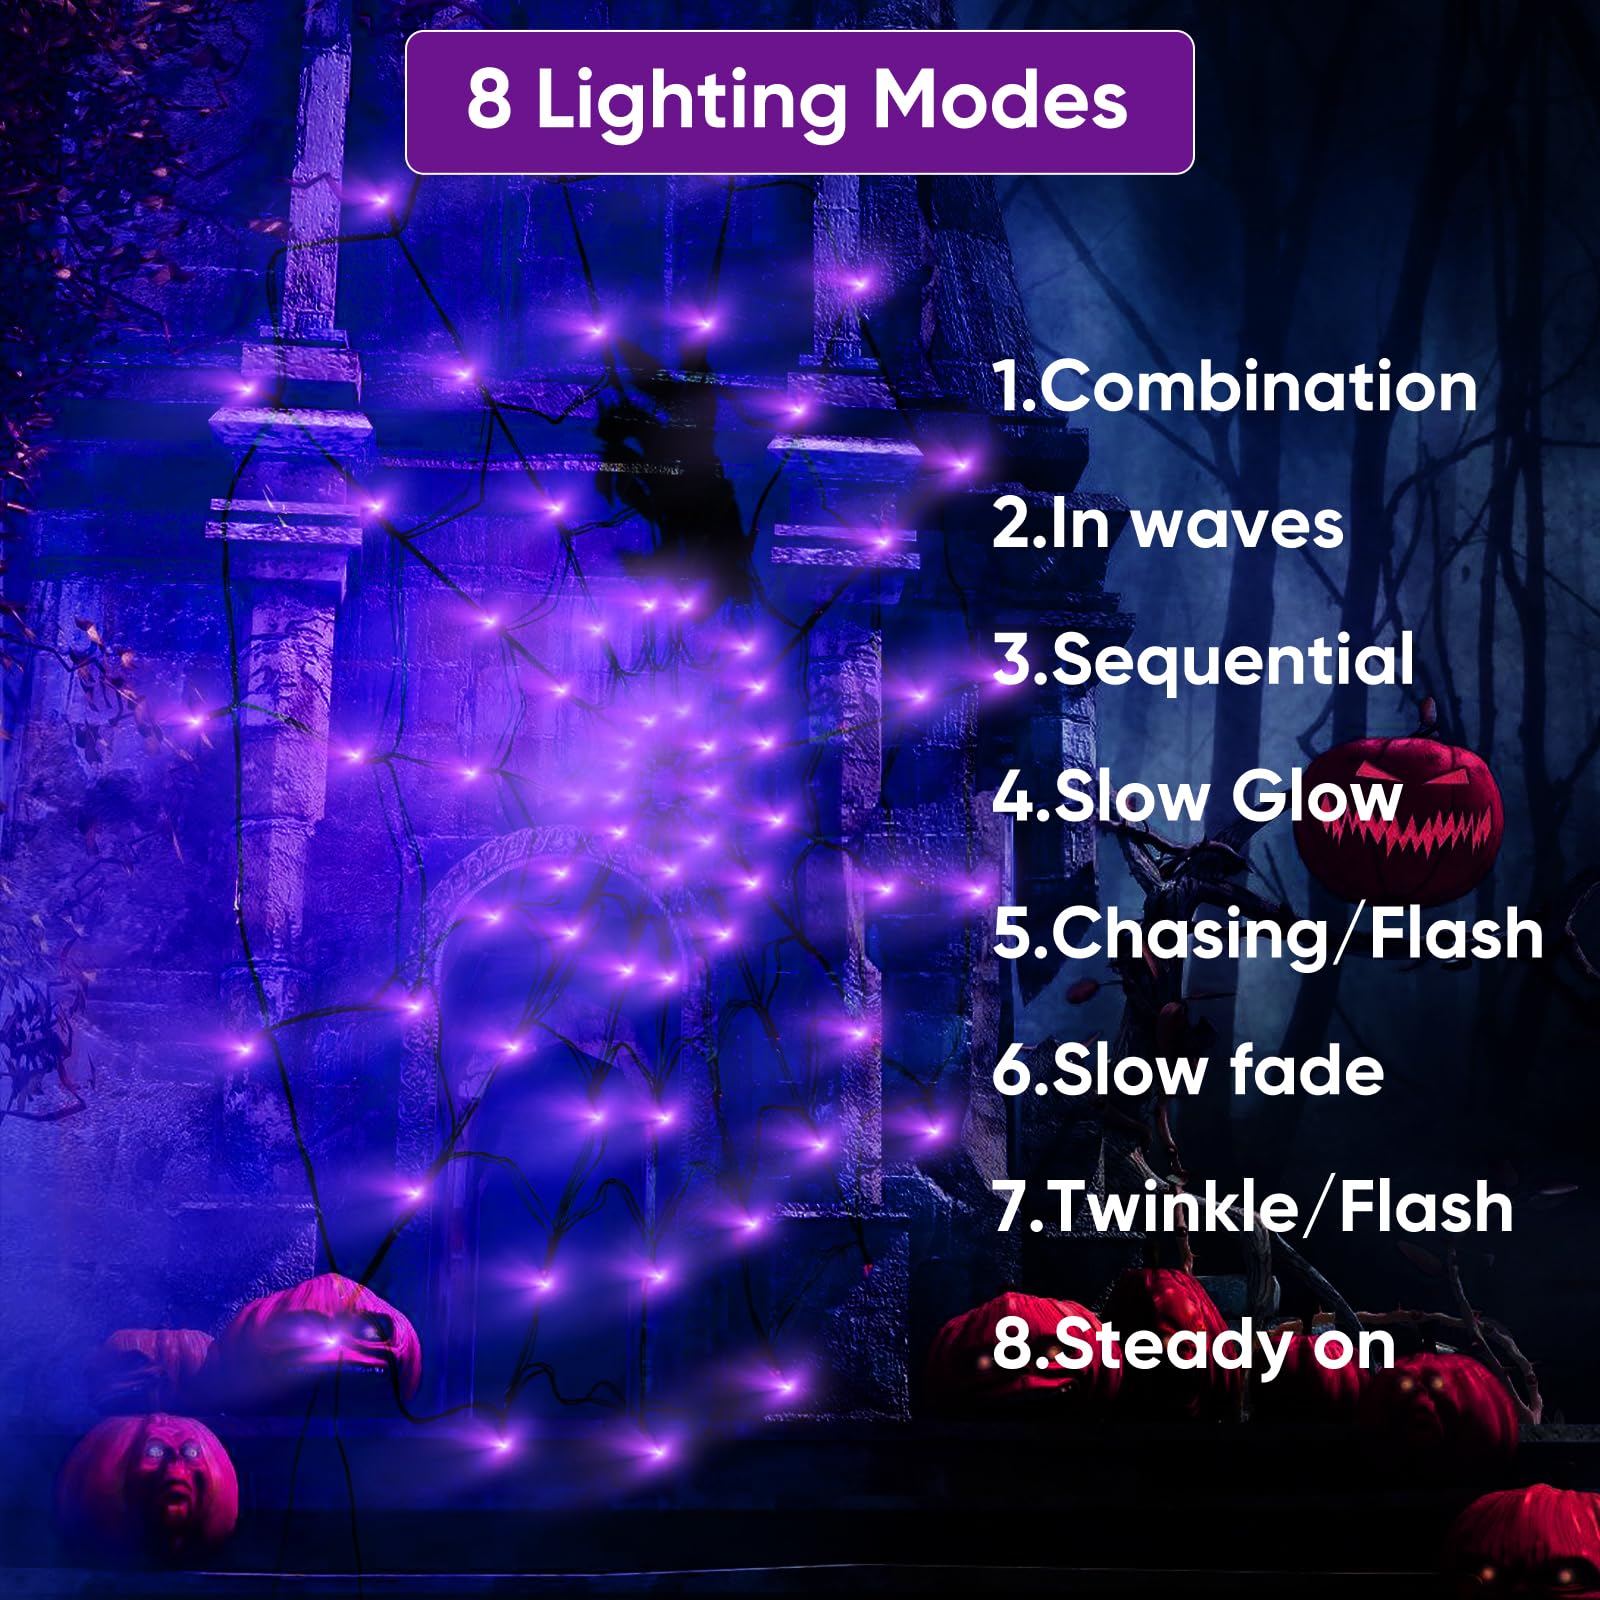 8 Lighting Modes
1.Combination
2.In waves
3.Sequential
4.Slow Glow
5.Chasing/Flash
6.Slow fade
7.Twinkle/Flash
8.Steady on